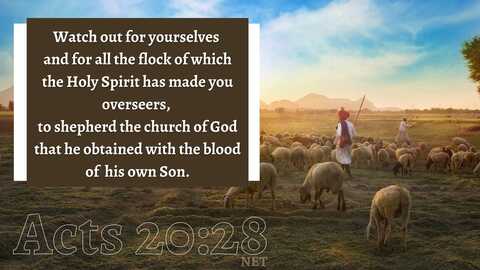 Watch out for yourselves
and for all the flock of which
the Holy Spirit has made you
overseers,
to shepherd the church of God
that he obtained with the blood
of his own Son.
Acts 20:28
NET